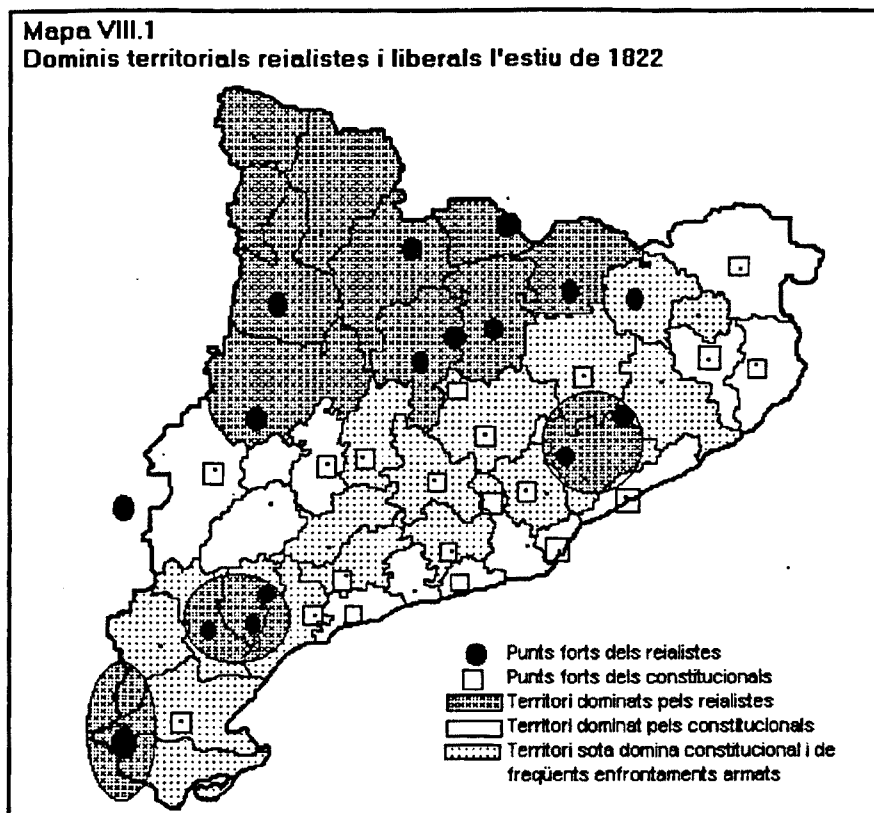 Mapa VIII.1
Dominis territorials reialistes i liberals l'estiu de 1822
Punts forts dels reialistes
Punts forts dels constitucionals
Territori dominats pels reialistes
Territori dominat pels constitucionals
Territori sota domina constitucional i de
freqüents enfrontaments armats